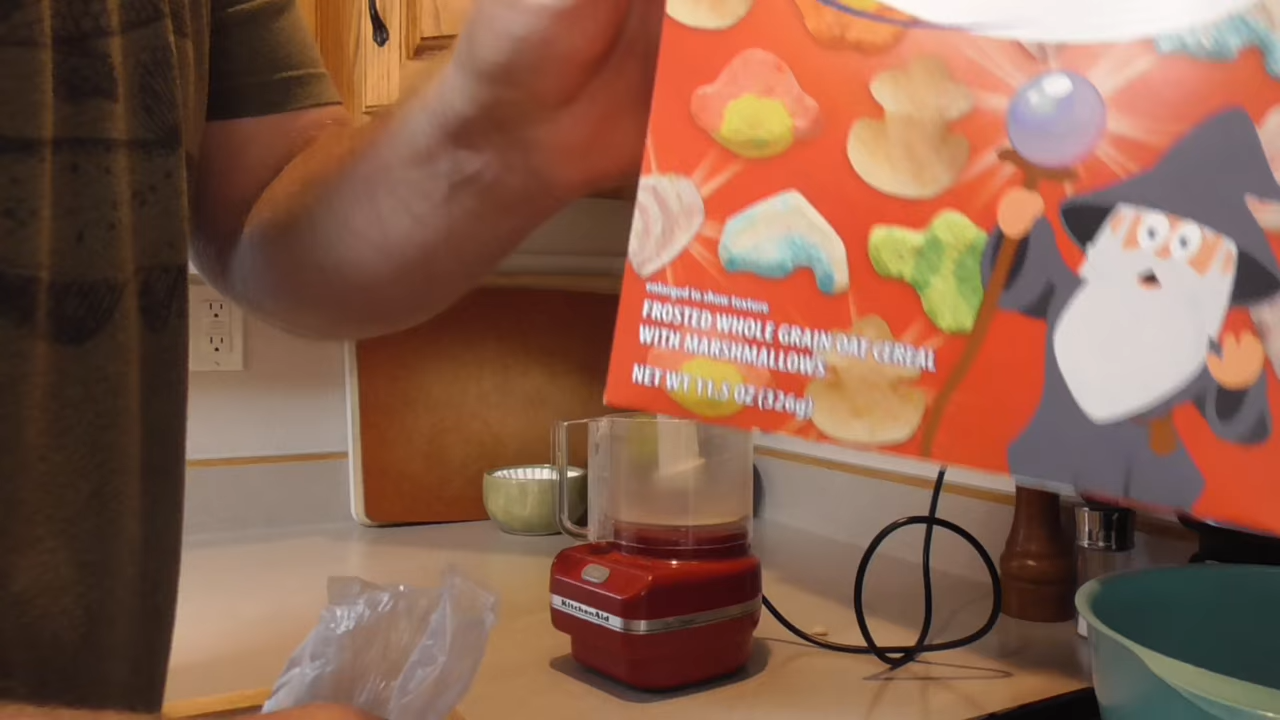 enlarged to show texture
FROSTED WHOLE GRAIN OAT CEREAL
WITH MARSHMALLOWS
NET WT 11.5 OZ (326g)
KitchenAid